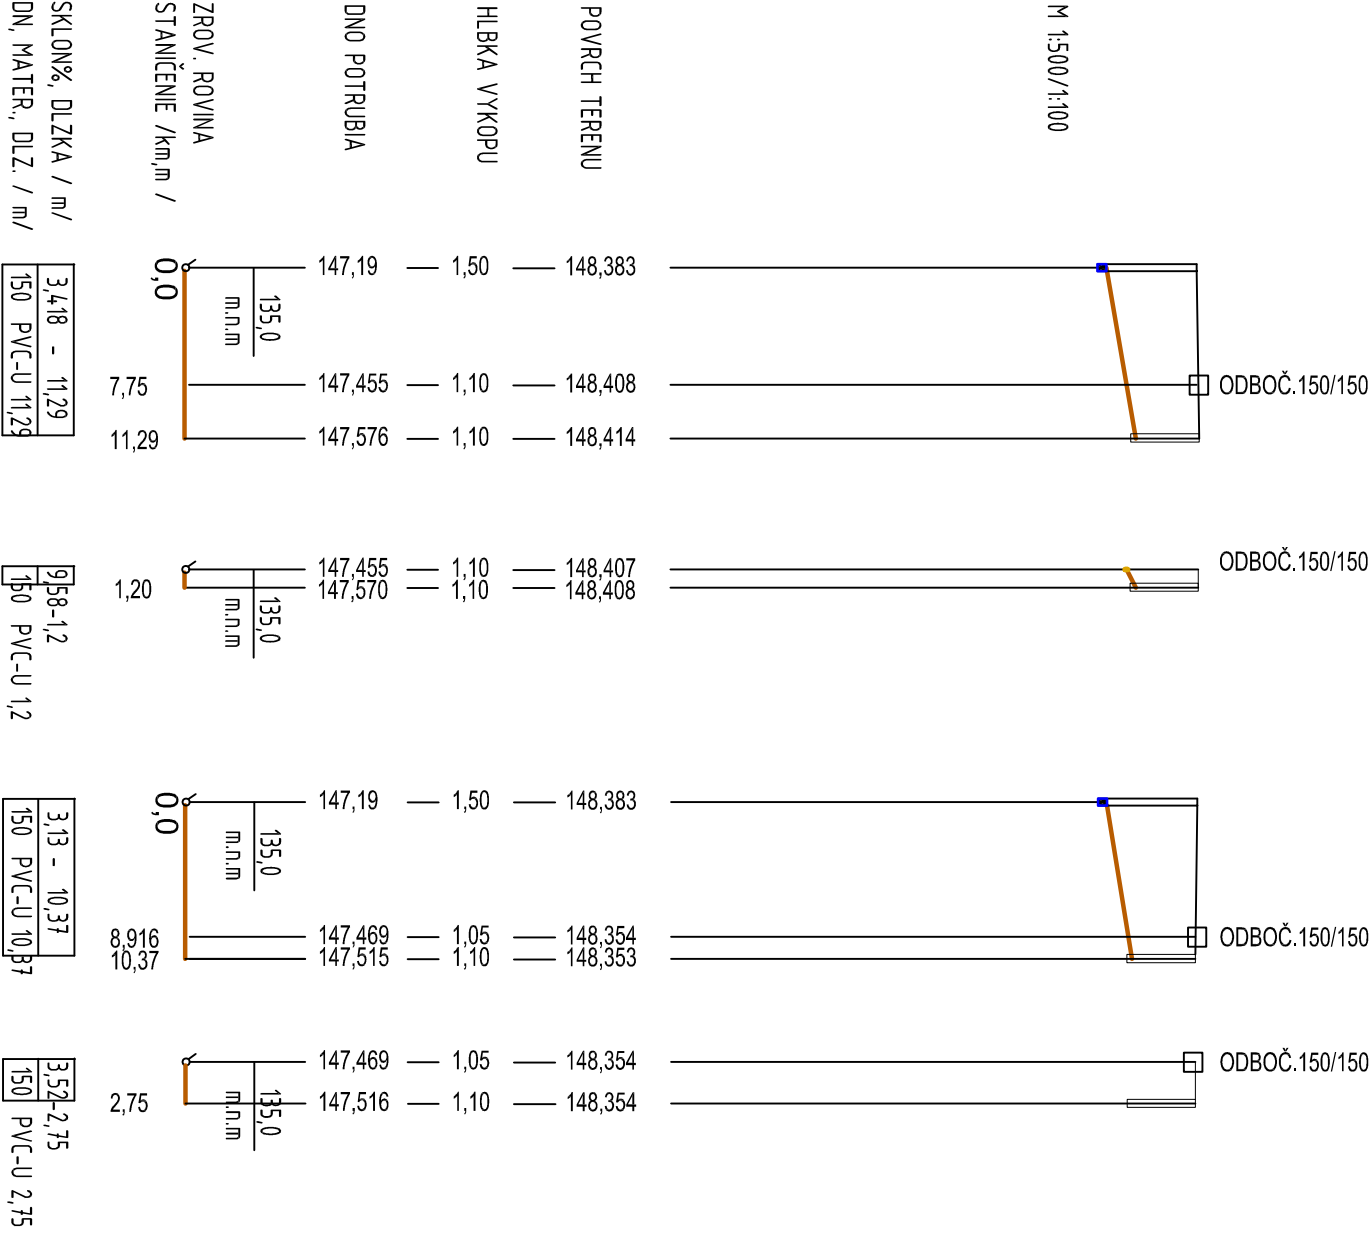 M 1:500/1:100
POVRCH TERENU
HLBKA VYKOPU
DNO POTRUBIA
ZROV. ROVINA
STANIČENIE /km,m /
SKLON%, DLZKA / m/
DN, MATER., DLZ. / m/
0,0
135,0
m.n.m
147,19
1,50
148,383
7,75
147,455
1,10
148,408
ODBOČ.150/150
11,29
147,576
1,10
148,414
3,418 - 11,29
150 PVC-U 11,29
135,0
m.n.m
147,455
1,10
148,407
ODBOČ.150/150
1,20
147,570
1,10
148,408
9,58-1,2
150 PVC-U 1,2
0,0
135,0
m.n.m
147,19
1,50
148,383
8,916
147,469
1,05
148,354
ODBOČ.150/150
10,37
147,515
1,10
148,353
3,13 - 10,37
150 PVC-U 10,37
135,0
m.n.m
147,469
1,05
148,354
ODBOČ.150/150
2,75
147,516
1,10
148,354
3,52-2,75
150 PVC-U 2,75